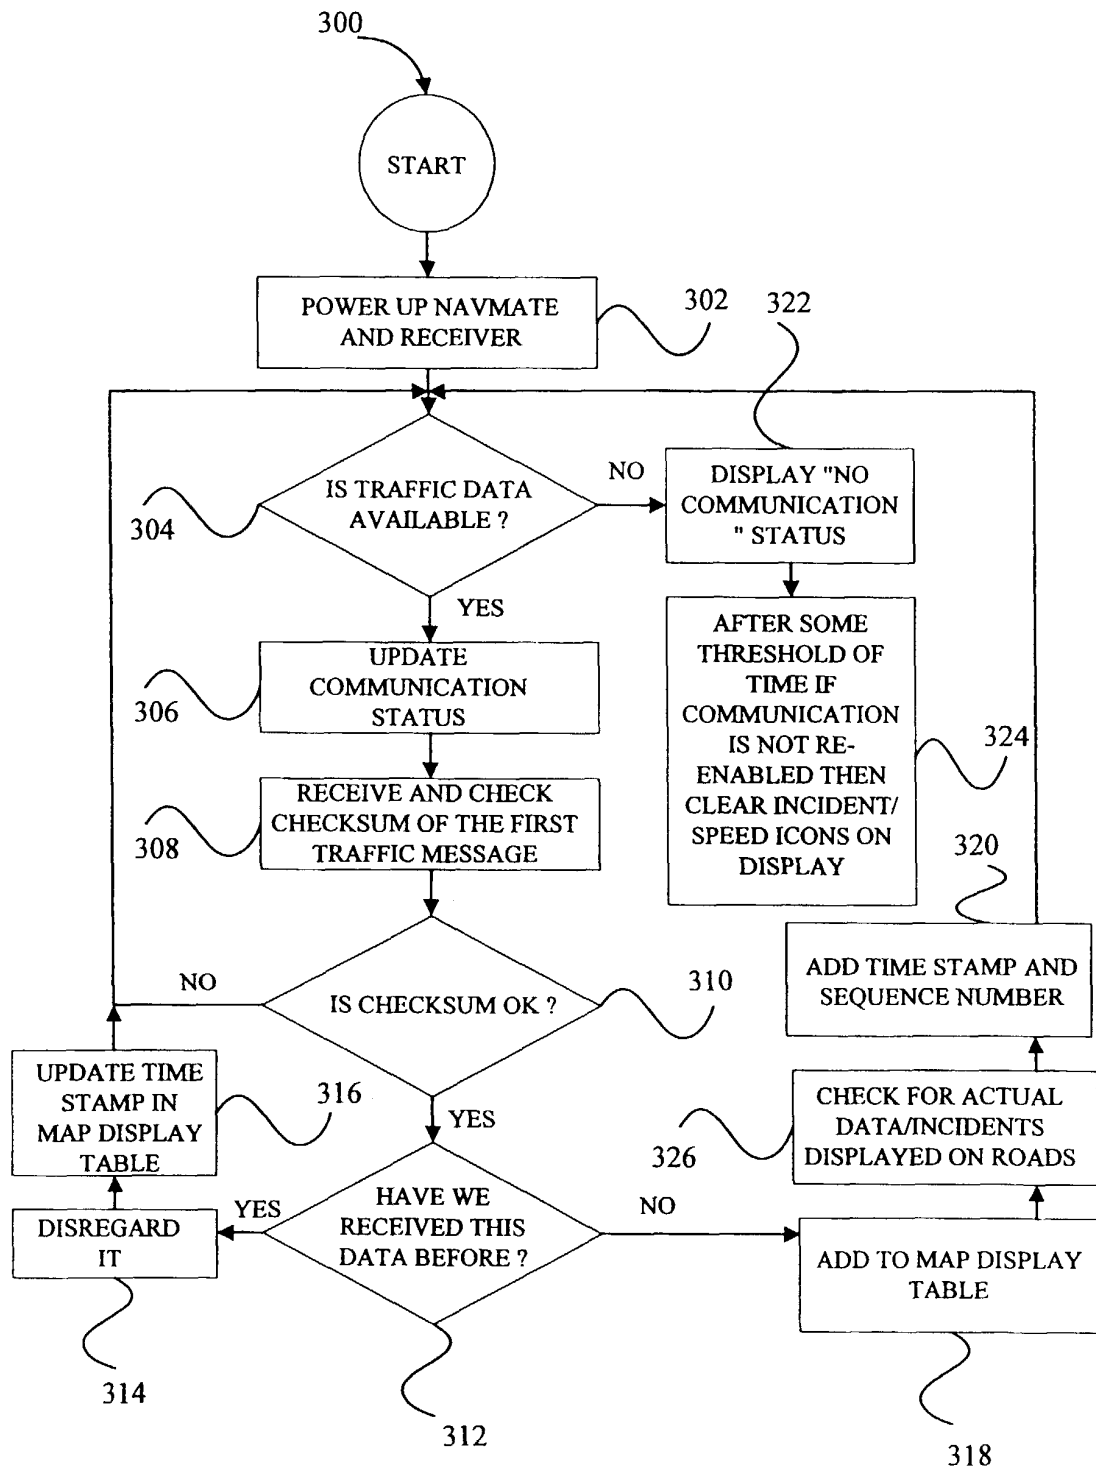 300
START
POWER UP NAVMATE
AND RECEIVER
302
322
IS TRAFFIC DATA
AVAILABLE ?
304
NO
DISPLAY "NO
COMMUNICATION
" STATUS
YES
UPDATE
COMMUNICATION
STATUS
306
AFTER SOME
THRESHOLD OF
TIME IF
COMMUNICATION
IS NOT RE-
ENABLED THEN
CLEAR INCIDENT/
SPEED ICONS ON
DISPLAY
324
RECEIVE AND CHECK
CHECKSUM OF THE FIRST
TRAFFIC MESSAGE
308
320
NO
IS CHECKSUM OK ?
310
ADD TIME STAMP AND
SEQUENCE NUMBER
UPDATE TIME
STAMP IN
MAP DISPLAY
TABLE
316
YES
CHECK FOR ACTUAL
DATA/INCIDENTS
DISPLAYED ON ROADS
326
DISREGARD
IT
YES
HAVE WE
RECEIVED THIS
DATA BEFORE ?
NO
ADD TO MAP DISPLAY
TABLE
314
312
318